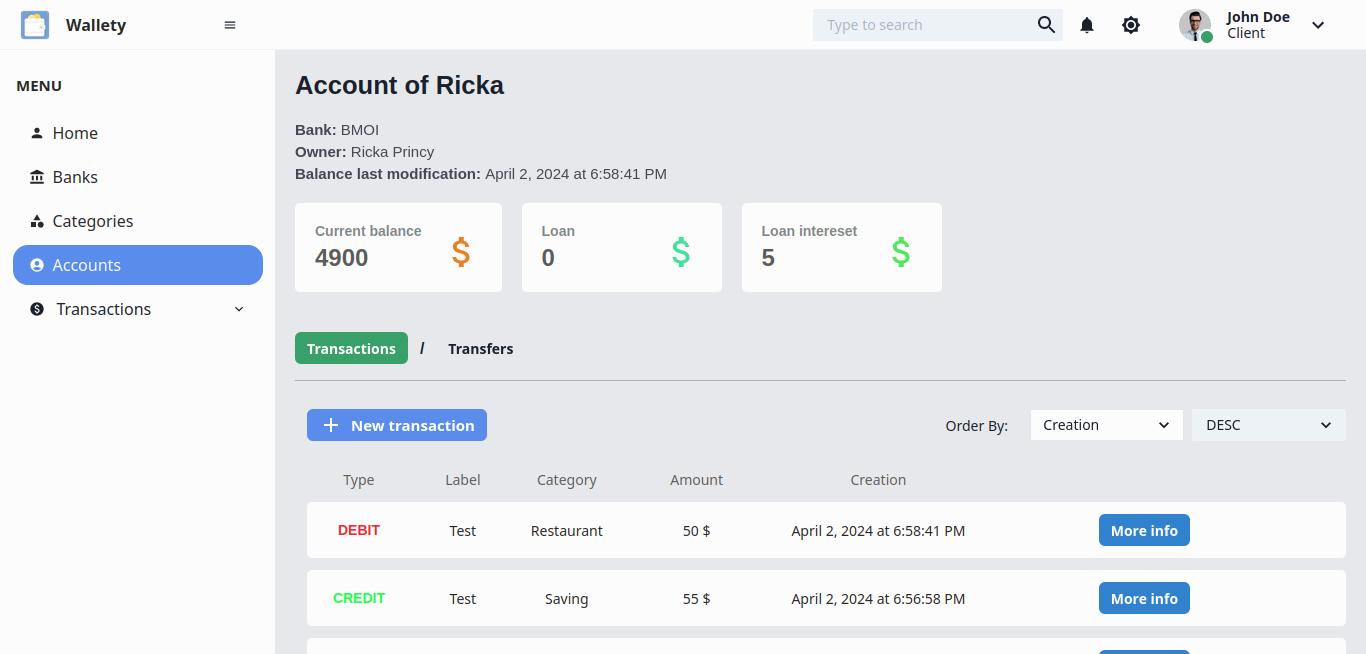 Wallety
Type to search
John Doe
Client
MENU
Home
Banks
Categories
Accounts
Transactions
Account of Ricka
Bank: BMOI
Owner: Ricka Princy
Balance last modification: April 2, 2024 at 6:58:41 PM
Current balance
4900
$
Loan
0
$
Loan intereset
5
$
Transactions / Transfers
New transaction
Order By: Creation DESC
Type Label Category Amount Creation
DEBIT Test Restaurant 50 $ April 2, 2024 at 6:58:41 PM More info
CREDIT Test Saving 55 $ April 2, 2024 at 6:56:58 PM More info